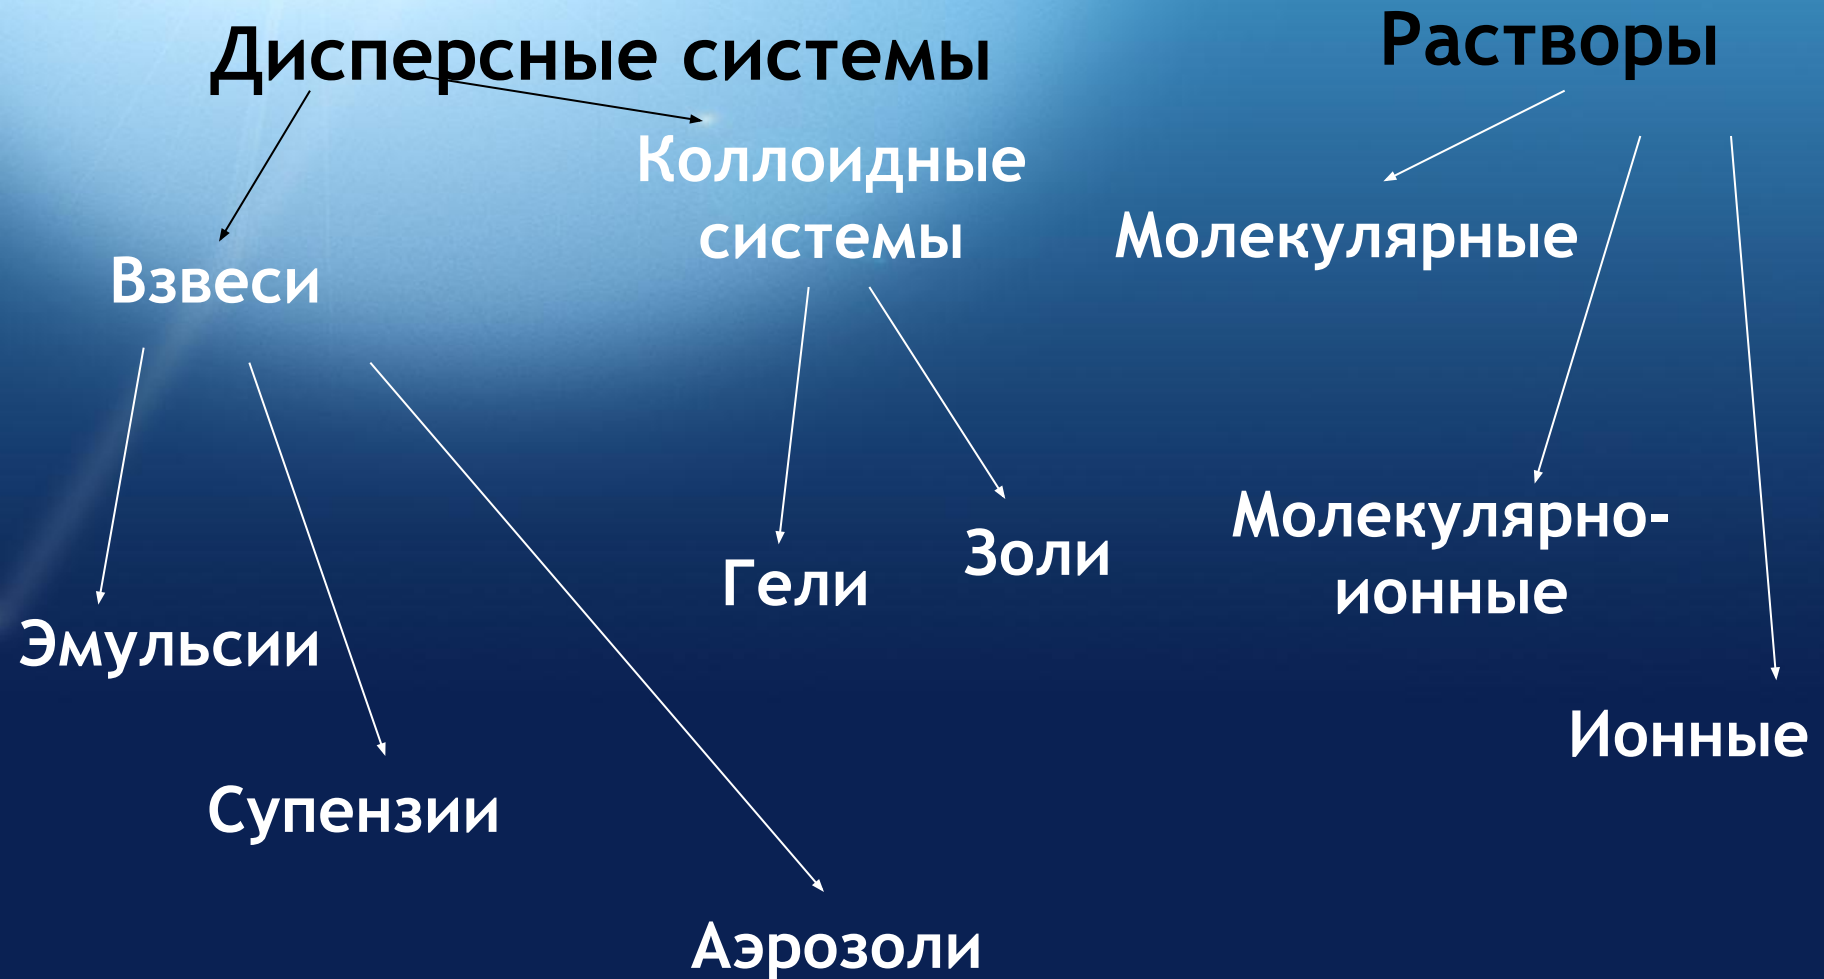 Дисперсные системы
Растворы
Коллоидные
системы
Молекулярные
Взвеси
Молекулярно-
ионные
Золи
Гели
Эмульсии
Ионные
Супензии
Аэрозоли